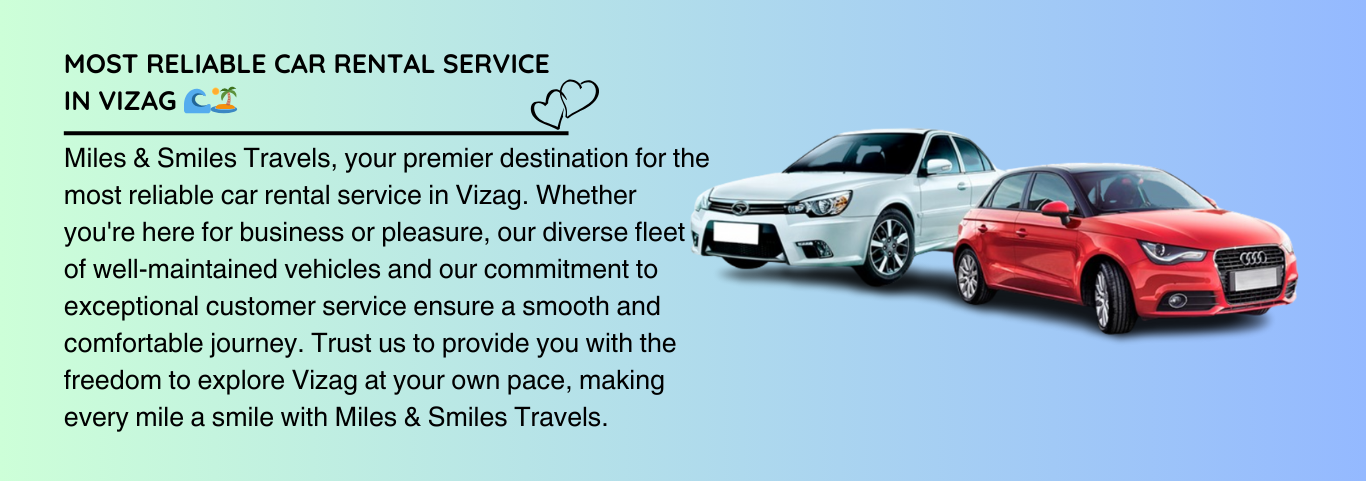 MOST RELIABLE CAR RENTAL SERVICE
IN VIZAG 🌊🏝️
Miles & Smiles Travels, your premier destination for the
most reliable car rental service in Vizag. Whether
you're here for business or pleasure, our diverse fleet
of well-maintained vehicles and our commitment to
exceptional customer service ensure a smooth and
comfortable journey. Trust us to provide you with the
freedom to explore Vizag at your own pace, making
every mile a smile with Miles & Smiles Travels.